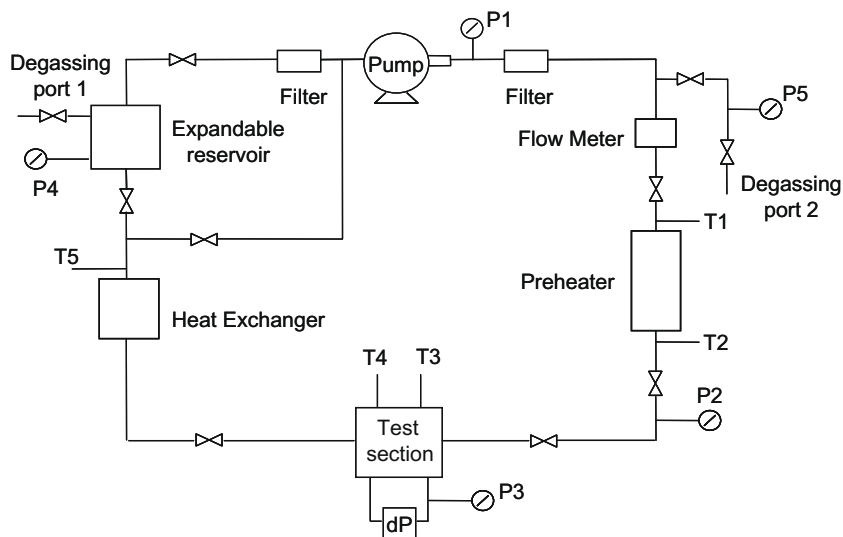 P1
Pump
Degassing
port 1
Filter
Filter
P5
Expandable
reservoir
Flow Meter
P4
Degassing
port 2
T1
T5
Preheater
Heat Exchanger
T2
T4
T3
P2
Test
section
P3
dP